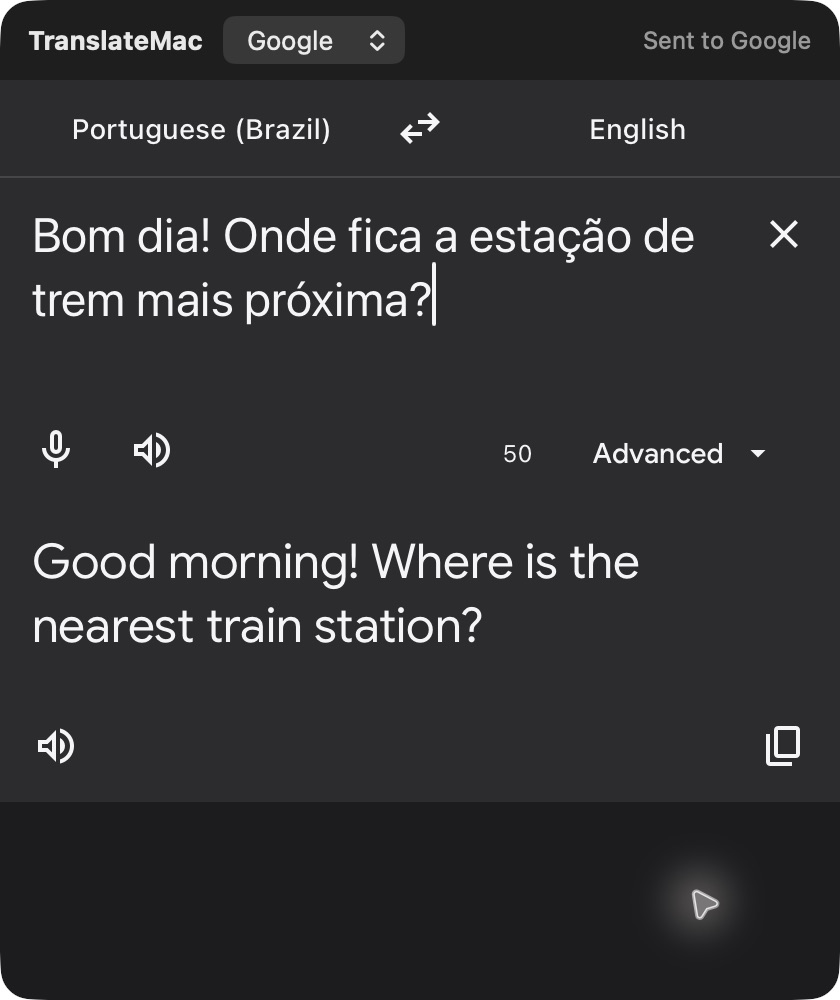 TranslateMac
Google
Sent to Google
Portuguese (Brazil)
English
Bom dia! Onde fica a estação de
trem mais próxima?
50
Advanced
Good morning! Where is the
nearest train station?